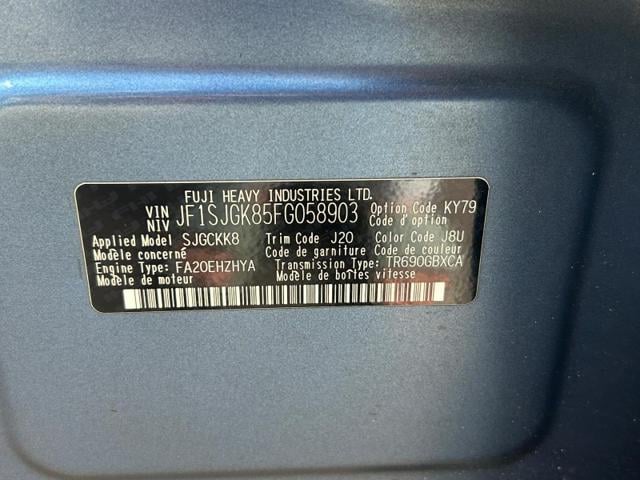 FUJI HEAVY INDUSTRIES LTD.
VIN NIV JF1SJGK85FG058903 Option Code KY79
Code d'option
Applied Model SJGCKK8 Trim Code J20 Color Code J8U
Modèle concerné Code de garniture Code de couleur
Engine Type: FA20EHZHYA Transmission Type: TR690GBXCA
Modèle de moteur Modèle de boîtes vitesse